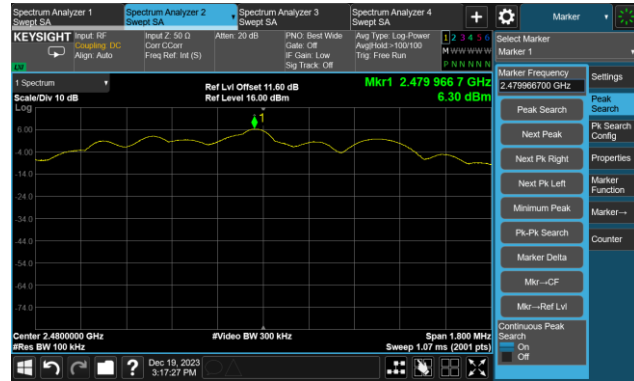 Spectrum Analyzer 1
Swept SA
Spectrum Analyzer 2
Swept SA
Spectrum Analyzer 3
Swept SA
Spectrum Analyzer 4
Swept SA
+
Marker
KEYSIGHT
Input: RF
Coupling: DC
Align: Auto
Input Z: 50 Ω
Corr CCorr
Freq Ref: Int (S)
Atten: 20 dB
PNO: Best Wide
Gate: Off
IF Gain: Low
Sig Track: Off
Avg Type: Log-Power
Avg|Hold:>100/100
Trig: Free Run
1 2 3 4 5 6
M W W W W W
P N N N N N
Select Marker
Marker 1
1 Spectrum
Scale/Div 10 dB
Ref Lvl Offset 11.60 dB
Ref Level 16.00 dBm
Mkr1 2.479 966 7 GHz
6.30 dBm
Log
1
6.00
-4.00
-14.0
-24.0
-34.0
-44.0
-54.0
-64.0
-74.0
Center 2.4800000 GHz
#Res BW 100 kHz
#Video BW 300 kHz
Span 1.800 MHz
Sweep 1.07 ms (2001 pts)
Marker Frequency
2.479966700 GHz
Peak Search
Next Peak
Next Pk Right
Next Pk Left
Minimum Peak
Pk-Pk Search
Marker Delta
Mkr→CF
Mkr→Ref Lvl
Continuous Peak
Search
On
Off
Settings
Peak
Search
Pk Search
Config
Properties
Marker
Function
Marker→
Counter
?
Dec 19, 2023
3:17:27 PM